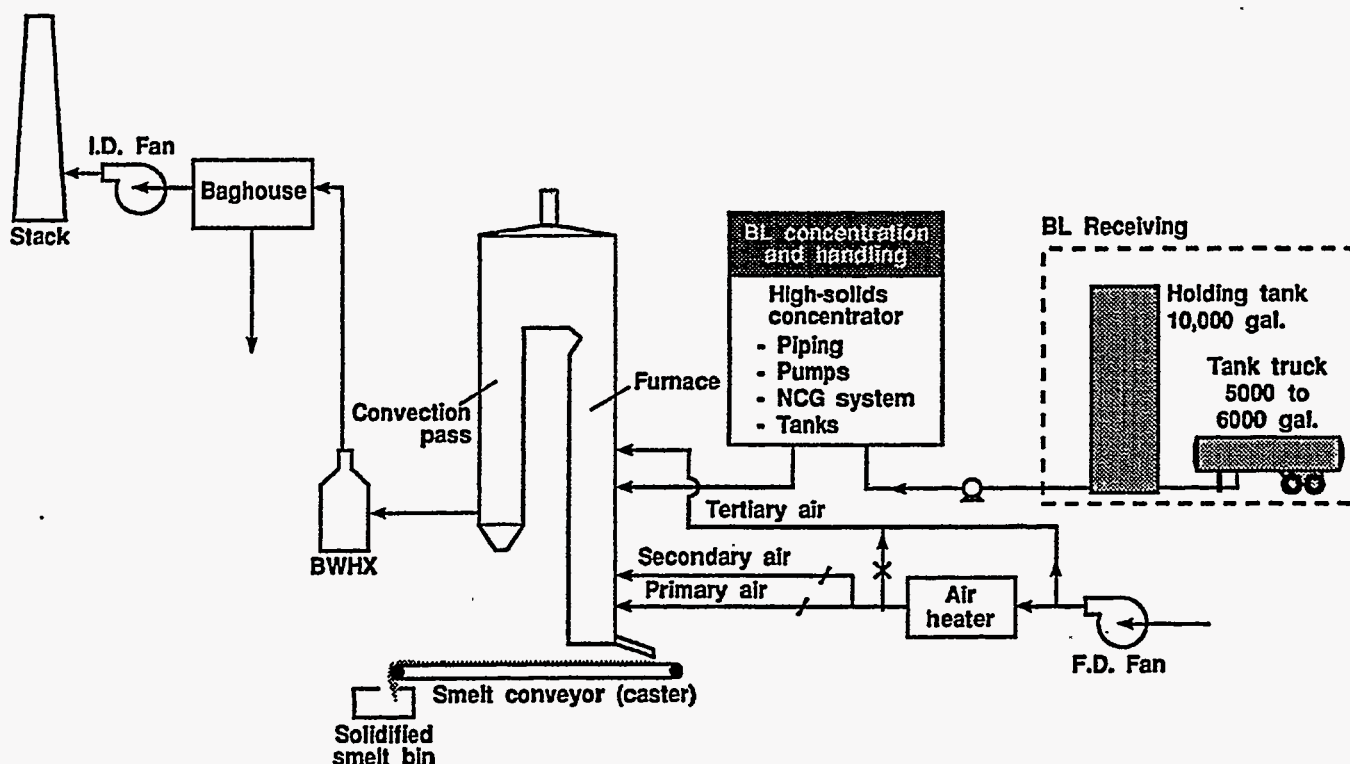 I.D. Fan
Baghouse
Stack
BL concentration
and handling
High-solids
concentrator
- Piping
- Pumps
- NCG system
- Tanks
BL Receiving
Holding tank
10,000 gal.
Tank truck
5000 to
6000 gal.
Furnace
Convection
pass
BWHX
Tertiary air
Secondary air
Primary air
Air
heater
F.D. Fan
Smelt conveyor (caster)
Solidified
smelt bin